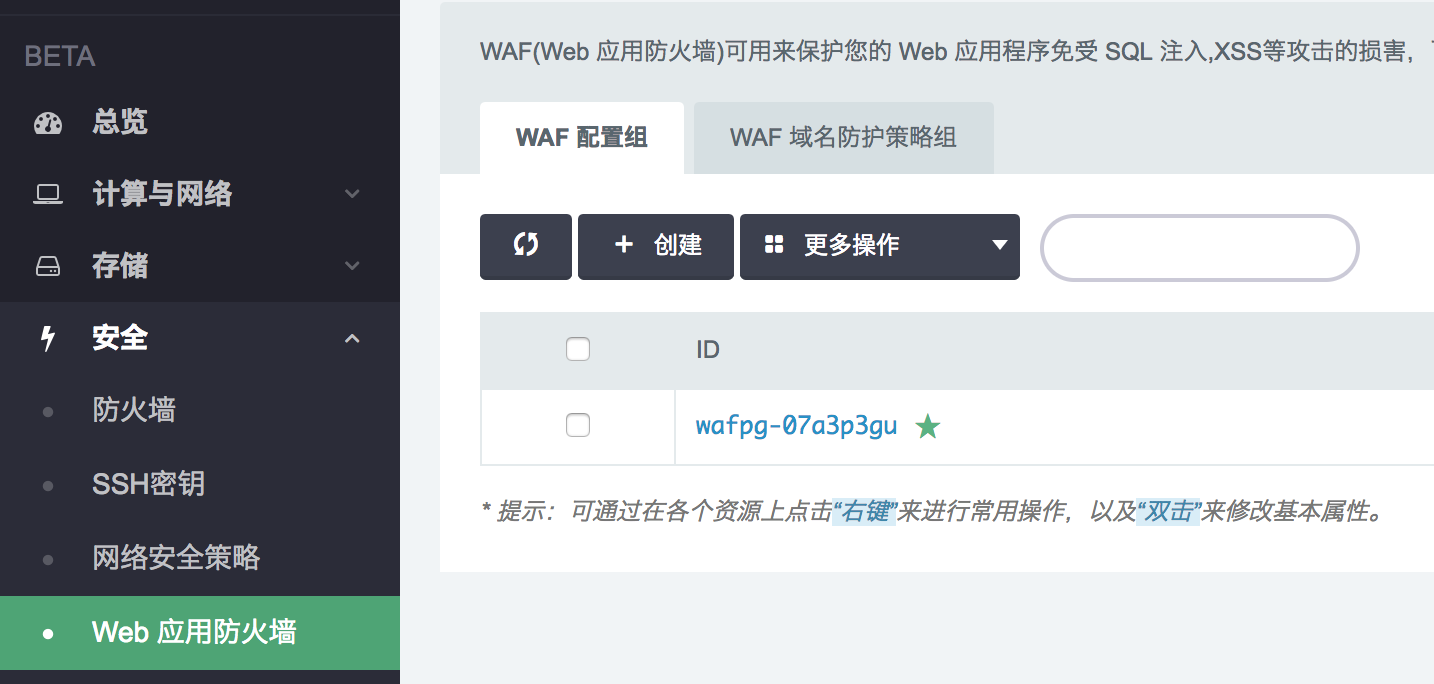 BETA
总览
计算与网络
存储
安全
防火墙
SSH密钥
网络安全策略
Web 应用防火墙
WAF(Web 应用防火墙)可用来保护您的 Web 应用程序免受 SQL 注入,XSS等攻击的损害,
WAF 配置组
WAF 域名防护策略组
创建
更多操作
ID
wafpg-07a3p3gu
* 提示：可通过在各个资源上点击“右键”来进行常用操作，以及“双击”来修改基本属性。